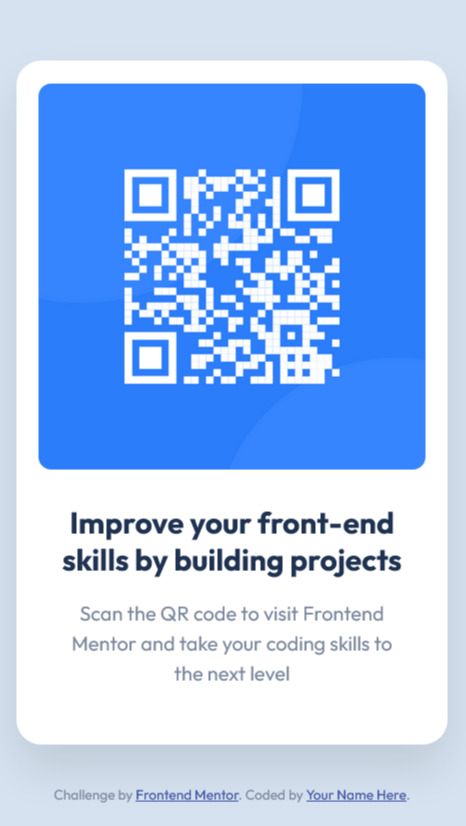 Improve your front-end
skills by building projects
Scan the QR code to visit Frontend
Mentor and take your coding skills to
the next level
Challenge by Frontend Mentor. Coded by Your Name Here.